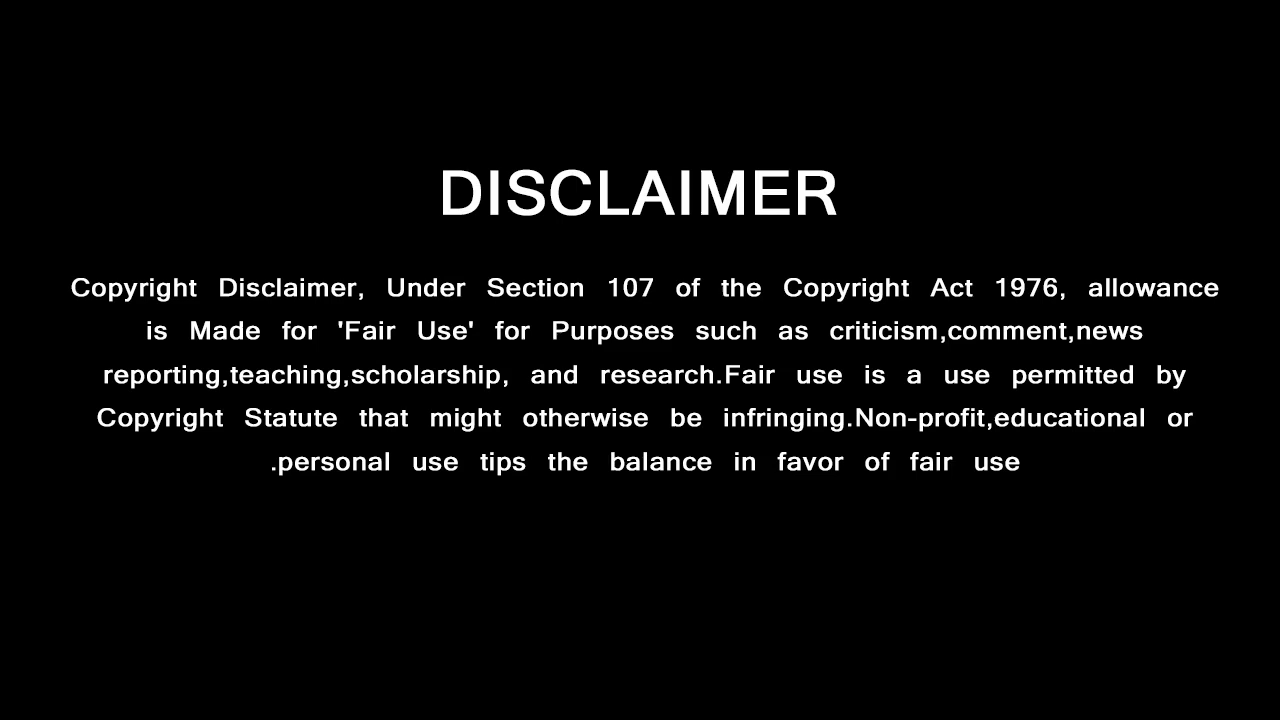 DISCLAIMER
Copyright Disclaimer, Under Section 107 of the Copyright Act 1976, allowance
is Made for 'Fair Use' for Purposes such as criticism,comment,news
reporting,teaching,scholarship, and research.Fair use is a use permitted by
Copyright Statute that might otherwise be infringing.Non-profit,educational or
.personal use tips the balance in favor of fair use